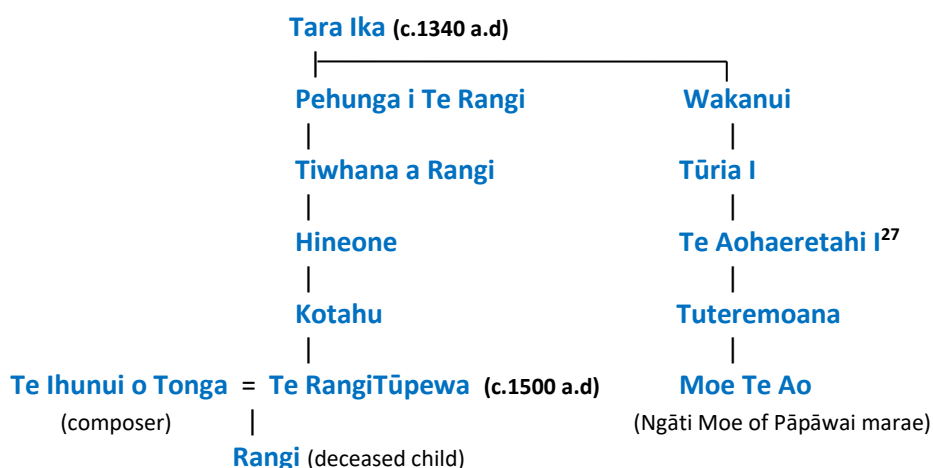 Tara Ika (c.1340 a.d)
Pehunga i Te Rangi Wakanui
Tiwhana a Rangi Tūria I
Hineone Te Aohaeretahi I27
Kotahu Tuteremoana
Te Ihunui o Tonga = Te RangiTūpewa (c.1500 a.d) Moe Te Ao
(composer) (Ngāti Moe of Pāpāwai marae)
Rangi (deceased child)